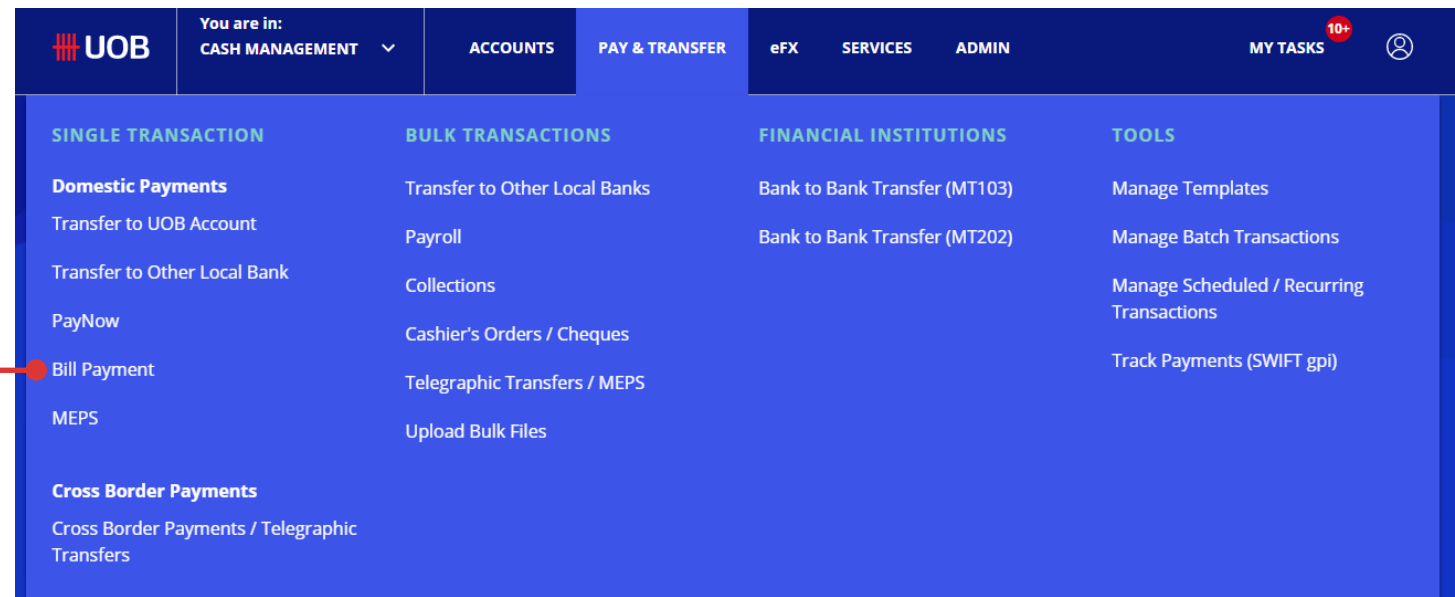 UOB
You are in:
CASH MANAGEMENT
ACCOUNTS
PAY & TRANSFER
eFX
SERVICES
ADMIN
MY TASKS
10+
SINGLE TRANSACTION
Domestic Payments
Transfer to UOB Account
Transfer to Other Local Bank
PayNow
Bill Payment
MEPS
Cross Border Payments
Cross Border Payments / Telegraphic
Transfers
BULK TRANSACTIONS
Transfer to Other Local Banks
Payroll
Collections
Cashier's Orders / Cheques
Telegraphic Transfers / MEPS
Upload Bulk Files
FINANCIAL INSTITUTIONS
Bank to Bank Transfer (MT103)
Bank to Bank Transfer (MT202)
TOOLS
Manage Templates
Manage Batch Transactions
Manage Scheduled / Recurring
Transactions
Track Payments (SWIFT gpi)